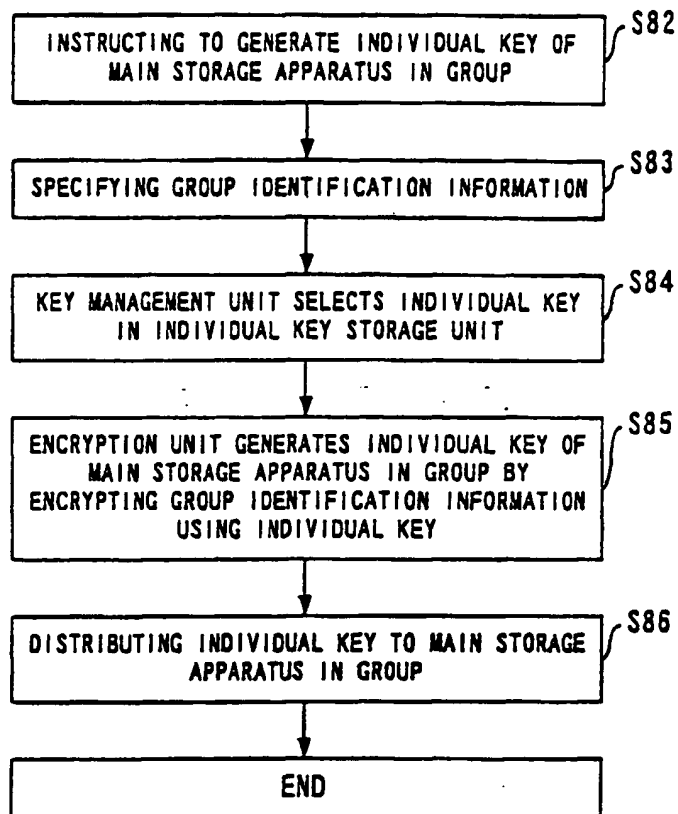 INSTRUCTING TO GENERATE INDIVIDUAL KEY OF
MAIN STORAGE APPARATUS IN GROUP
S82
SPECIFYING GROUP IDENTIFICATION INFORMATION
S83
KEY MANAGEMENT UNIT SELECTS INDIVIDUAL KEY
IN INDIVIDUAL KEY STORAGE UNIT
S84
ENCRYPTION UNIT GENERATES INDIVIDUAL KEY OF
MAIN STORAGE APPARATUS IN GROUP BY
ENCRYPTING GROUP IDENTIFICATION INFORMATION
USING INDIVIDUAL KEY
S85
DISTRIBUTING INDIVIDUAL KEY TO MAIN STORAGE
APPARATUS IN GROUP
S86
END